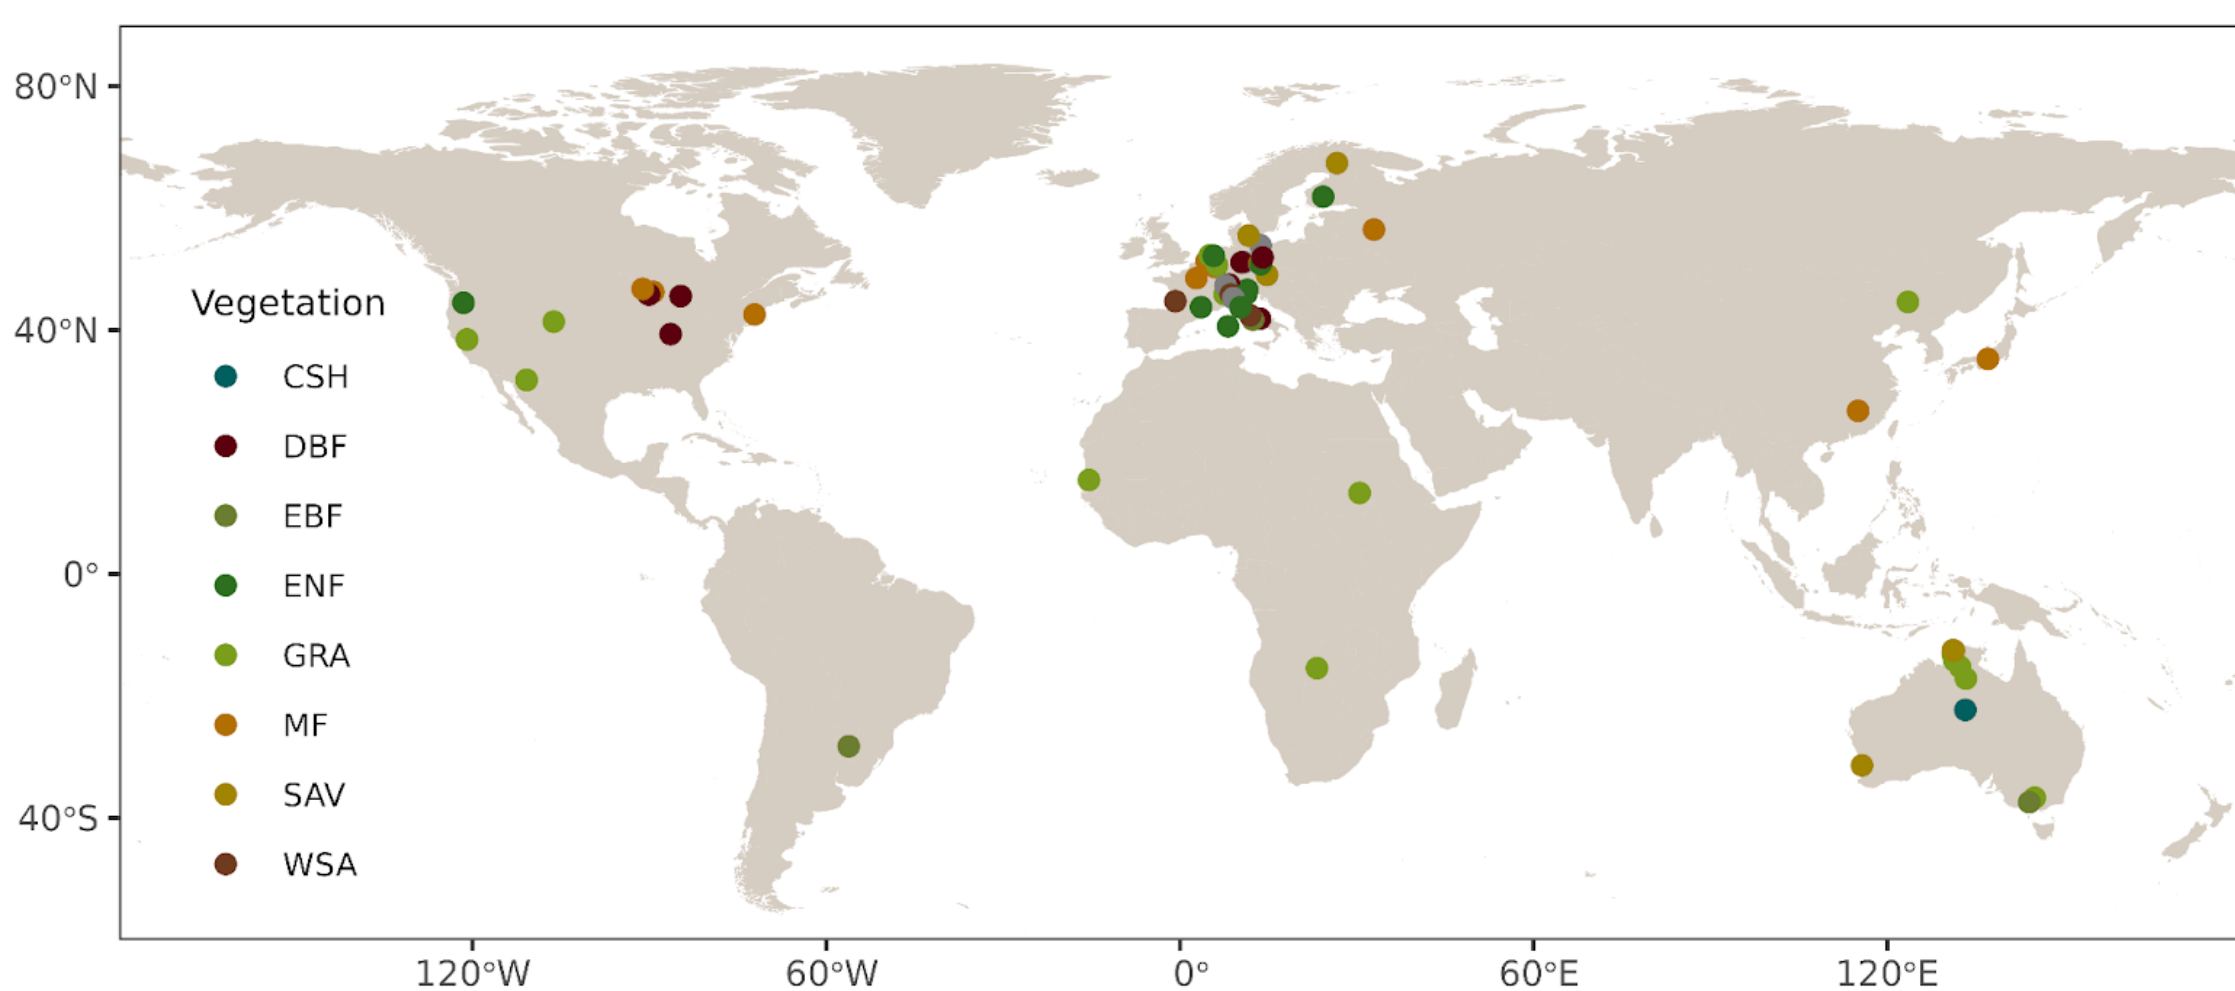 80°N
40°N
0°
40°S
Vegetation
CSH
DBF
EBF
ENF
GRA
MF
SAV
WSA
120°W 60°W 0° 60°E 120°E